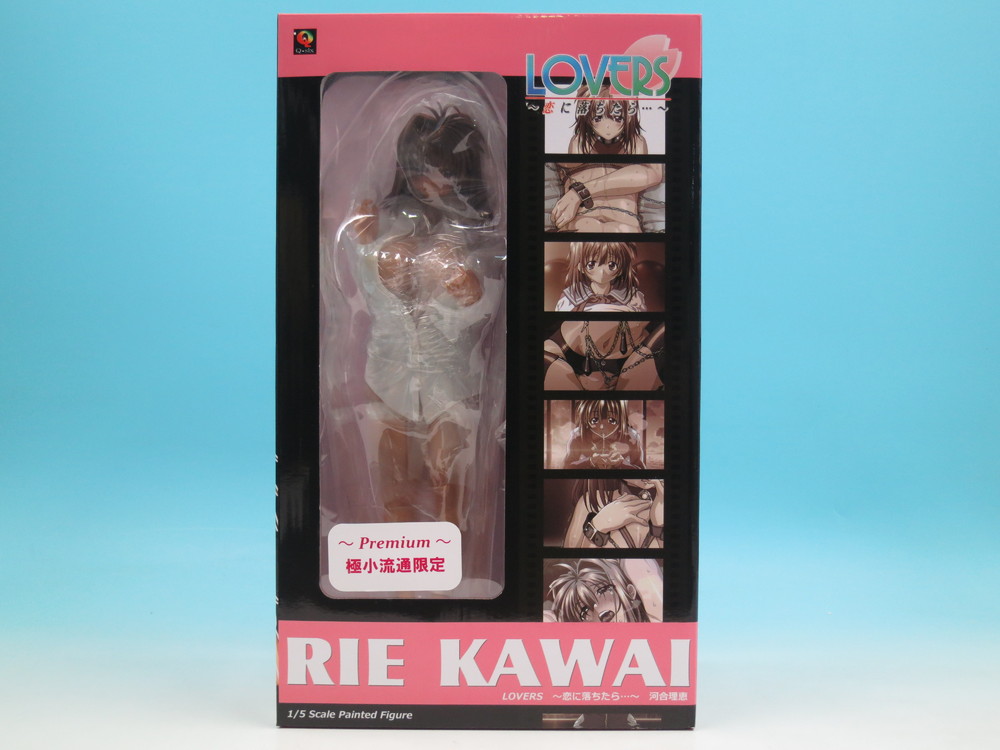 Q-six
LOVERS
～恋に落ちたら…～
～ Premium ～
極小流通限定
RIE KAWAI
LOVERS ～恋に落ちたら…～ 河合理恵
1/5 Scale Painted Figure